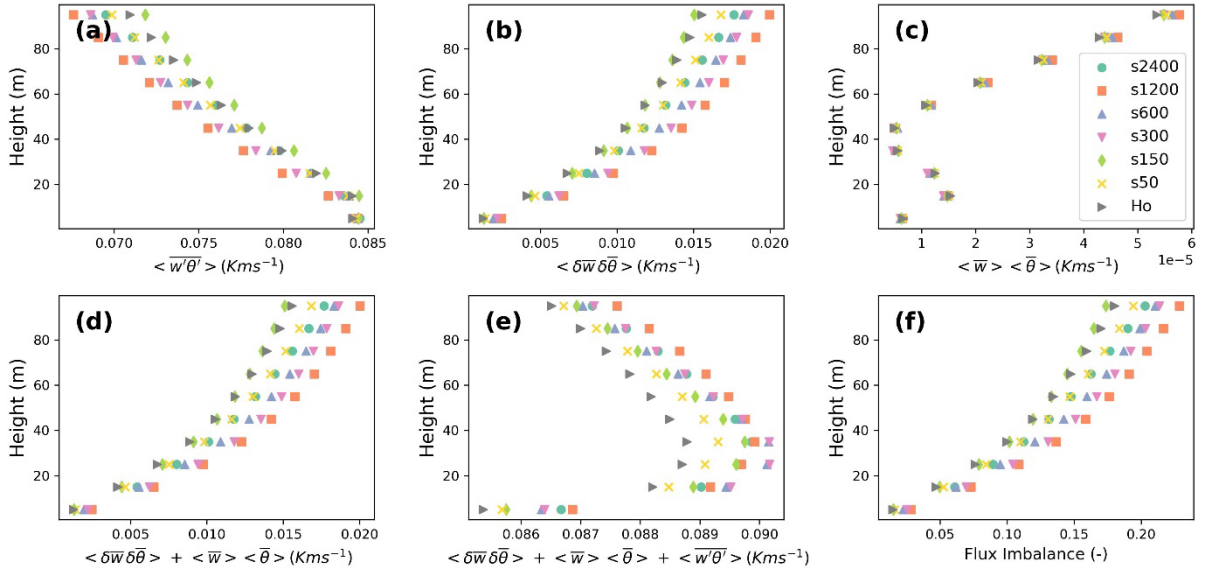 (a)
(b)
(c)
Height (m)
80
60
40
20
0.070
0.075
0.080
0.085
< w'θ' > (Kms⁻¹)
Height (m)
80
60
40
20
0.005
0.010
0.015
0.020
< δw̅ δθ̅ > (Kms⁻¹)
Height (m)
80
60
40
20
1
2
3
4
5
6
1e−5
< w̅ > < θ̅ > (Kms⁻¹)
s2400
s1200
s600
s300
s150
s50
Ho
(d)
(e)
(f)
Height (m)
80
60
40
20
0.005
0.010
0.015
0.020
< δw̅ δθ̅ > + < w̅ > < θ̅ > (Kms⁻¹)
Height (m)
80
60
40
20
0.086
0.087
0.088
0.089
0.090
< δw̅ δθ̅ > + < w̅ > < θ̅ > + < w'θ' > (Kms⁻¹)
Height (m)
80
60
40
20
0.05
0.10
0.15
0.20
Flux Imbalance (-)